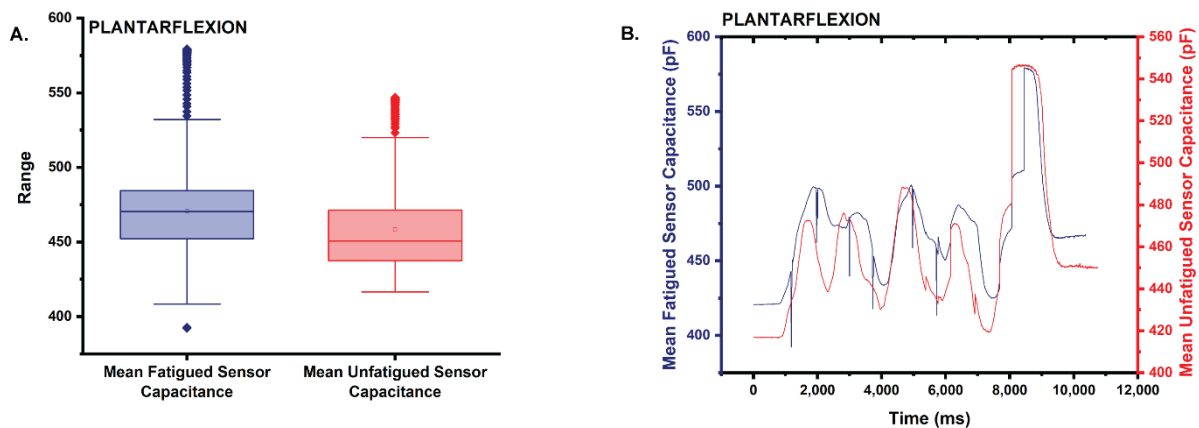 A.
PLANTARFLEXION
600
550
500
450
400
Range
Mean Fatigued Sensor
Capacitance
Mean Unfatigued Sensor
Capacitance
B.
PLANTARFLEXION
Mean Fatigued Sensor Capacitance (pF)
600
550
500
450
400
560
540
520
500
480
460
440
420
400
Mean Unfatigued Sensor Capacitance (pF)
0
2,000
4,000
6,000
8,000
10,000
12,000
Time (ms)